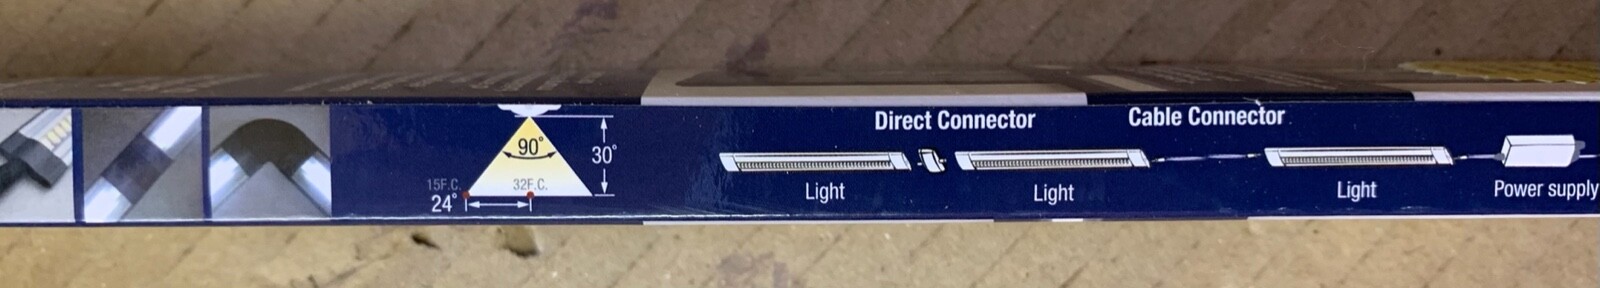 90°
30°
15F.C.
32F.C.
24°
Direct Connector
Cable Connector
Light
Light
Light
Power supply